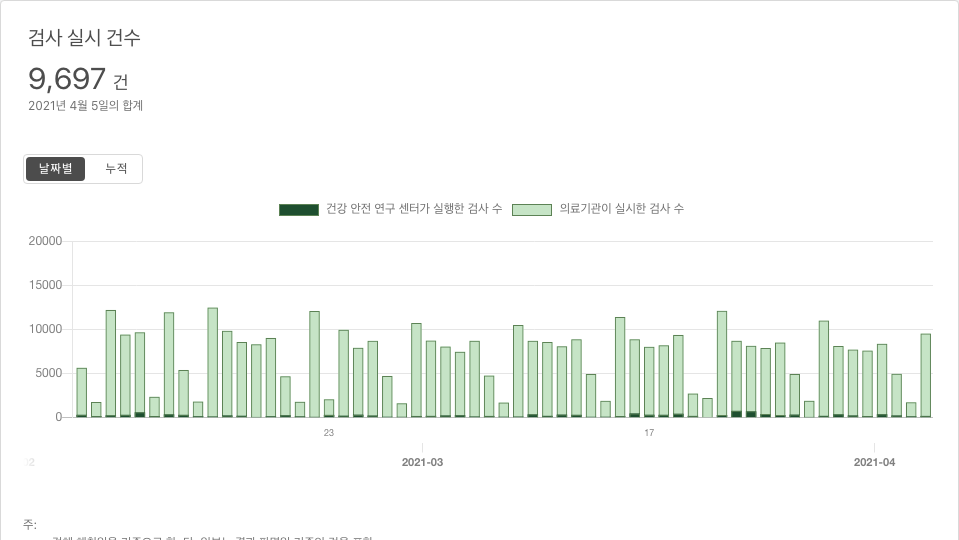 검사 실시 건수
9,697 건
2021년 4월 5일의 합계
날짜별 누적
건강 안전 연구 센터가 실행한 검사 수 의료기관이 실시한 검사 수
20000
15000
10000
5000
0
23 17
2021-03 2021-04
주: